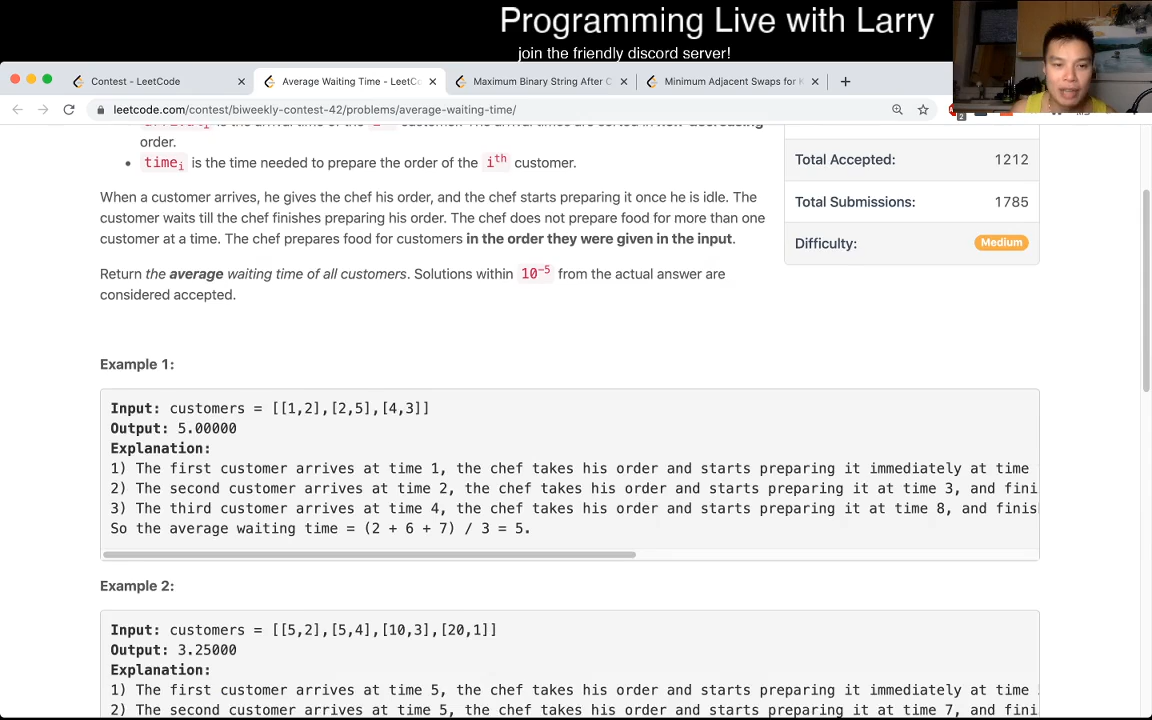 Programming Live with Larry
join the friendly discord server!
Contest - LeetCode
Average Waiting Time - LeetCo
Maximum Binary String After C
Minimum Adjacent Swaps for K
leetcode.com/contest/biweekly-contest-42/problems/average-waiting-time/
2
order.
timei is the time needed to prepare the order of the ith customer.
When a customer arrives, he gives the chef his order, and the chef starts preparing it once he is idle. The
customer waits till the chef finishes preparing his order. The chef does not prepare food for more than one
customer at a time. The chef prepares food for customers in the order they were given in the input.
Return the average waiting time of all customers. Solutions within 10−5 from the actual answer are
considered accepted.
Total Accepted: 1212
Total Submissions: 1785
Difficulty: Medium
Example 1:
Input: customers = [[1,2],[2,5],[4,3]]
Output: 5.00000
Explanation:
1) The first customer arrives at time 1, the chef takes his order and starts preparing it immediately at time
2) The second customer arrives at time 2, the chef takes his order and starts preparing it at time 3, and fini
3) The third customer arrives at time 4, the chef takes his order and starts preparing it at time 8, and finis
So the average waiting time = (2 + 6 + 7) / 3 = 5.
Example 2:
Input: customers = [[5,2],[5,4],[10,3],[20,1]]
Output: 3.25000
Explanation:
1) The first customer arrives at time 5, the chef takes his order and starts preparing it immediately at time
2) The second customer arrives at time 5, the chef takes his order and starts preparing it at time 7, and fini